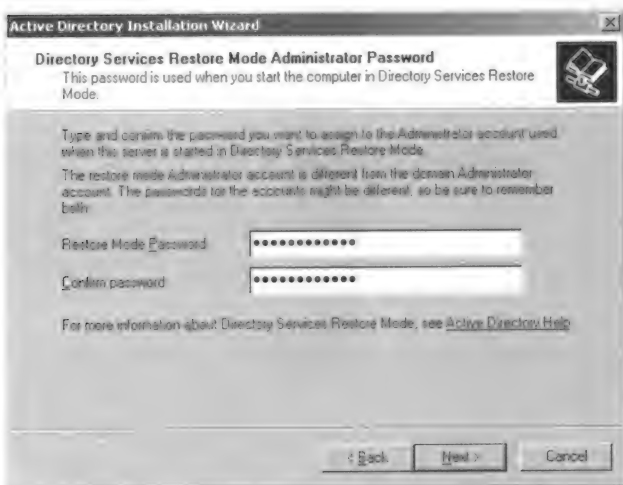 Active Directory Installation Wizard
Directory Services Restore Mode Administrator Password
This password is used when you start the computer in Directory Services Restore
Mode.
Type and confirm the password you want to assign to the Administrator account used
when this server is started in Directory Services Restore Mode.
The restore mode Administrator account is different from the domain Administrator
account. The passwords for the accounts might be different, so be sure to remember
both.
Restore Mode Password:
••••••••••••
Confirm password:
••••••••••••
For more information about Directory Services Restore Mode, see Active Directory Help.
< Back
Next >
Cancel